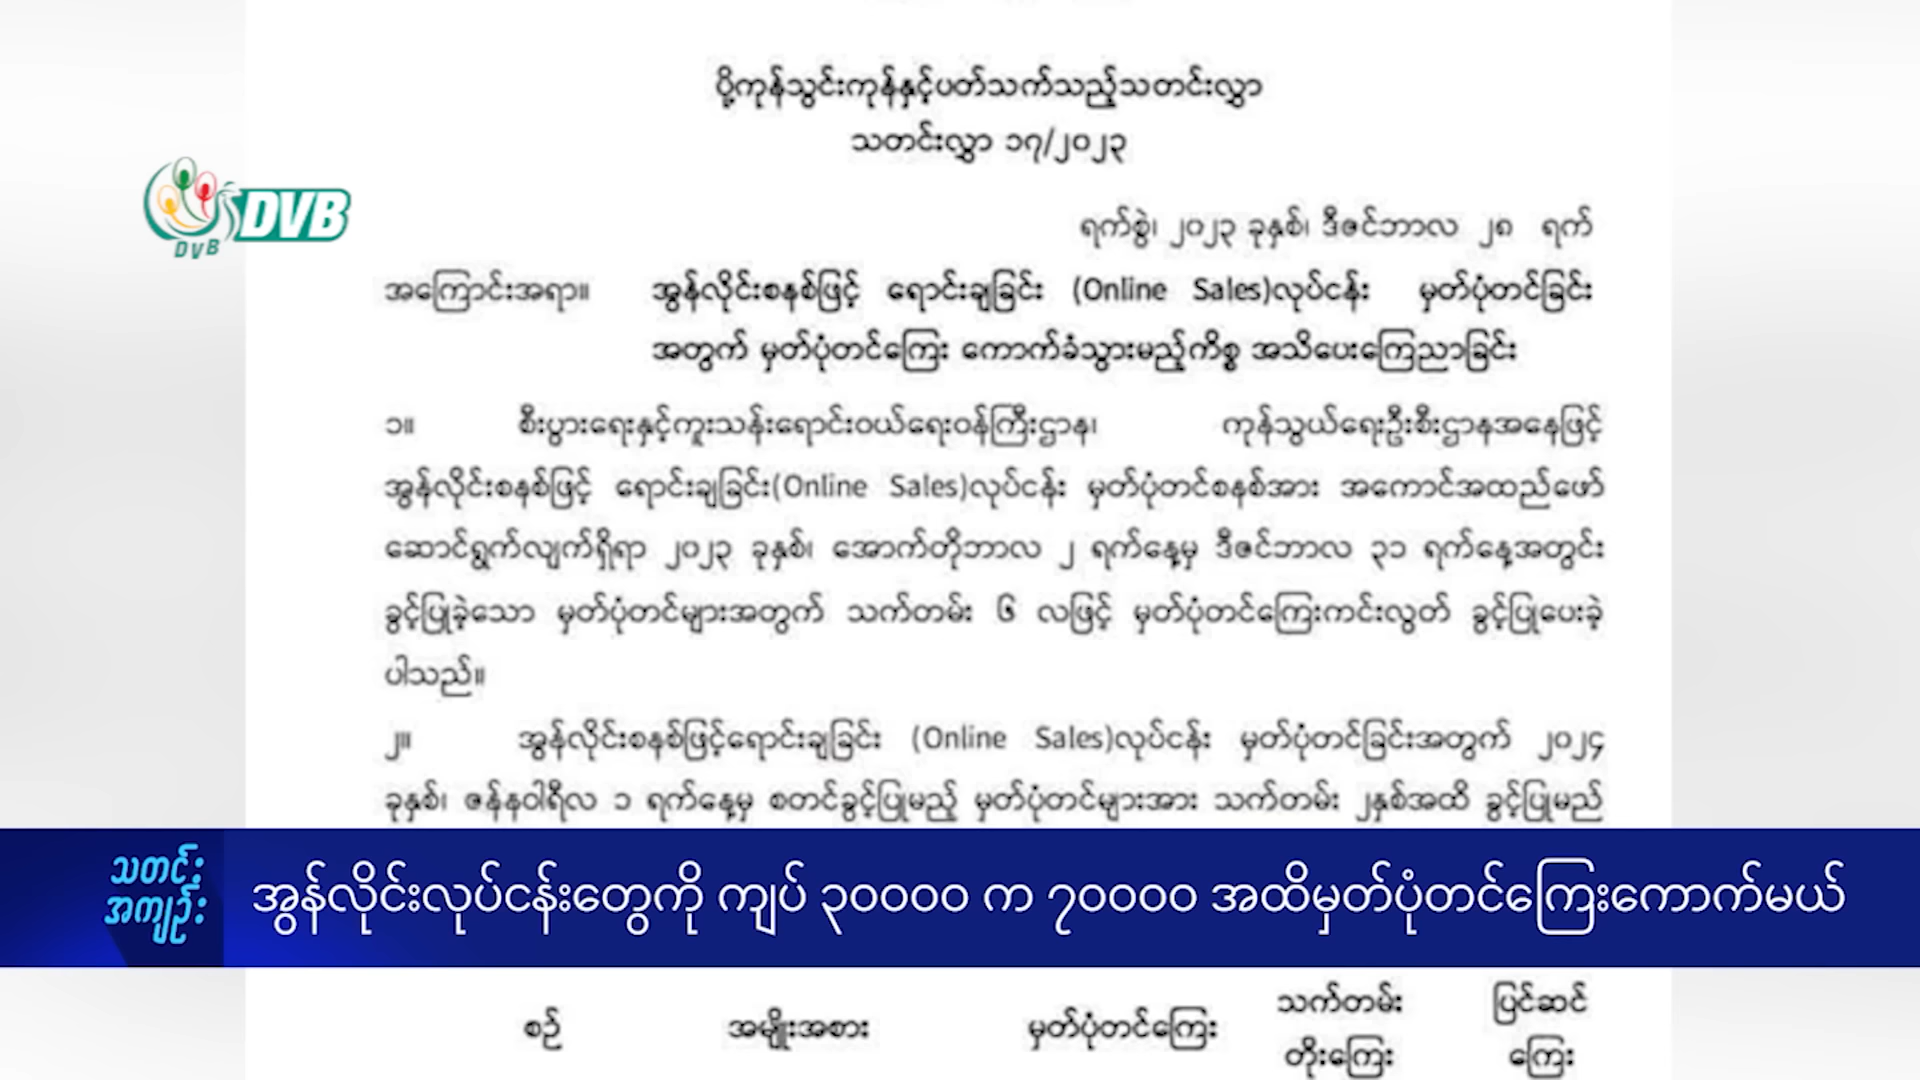 ပို့ကုန်သွင်းကုန်နှင့်ပတ်သက်သည့်သတင်းလွှာ
သတင်းလွှာ ၁၇/၂၀၂၃
DVB
DVB
ရက်စွဲ၊ ၂၀၂၃ ခုနှစ်၊ ဒီဇင်ဘာလ ၂၈ ရက်
အကြောင်းအရာ။ အွန်လိုင်းစနစ်ဖြင့် ရောင်းချခြင်း (Online Sales)လုပ်ငန်း မှတ်ပုံတင်ခြင်း
အတွက် မှတ်ပုံတင်ကြေး ကောက်ခံသွားမည့်ကိစ္စ အသိပေးကြေညာခြင်း
၁။ စီးပွားရေးနှင့်ကူးသန်းရောင်းဝယ်ရေးဝန်ကြီးဌာန၊ ကုန်သွယ်ရေးဦးစီးဌာနအနေဖြင့်
အွန်လိုင်းစနစ်ဖြင့် ရောင်းချခြင်း(Online Sales)လုပ်ငန်း မှတ်ပုံတင်စနစ်အား အကောင်အထည်ဖော်
ဆောင်ရွက်လျက်ရှိရာ ၂၀၂၃ ခုနှစ်၊ အောက်တိုဘာလ ၂ ရက်နေ့မှ ဒီဇင်ဘာလ ၃၁ ရက်နေ့အတွင်း
ခွင့်ပြုခဲ့သော မှတ်ပုံတင်များအတွက် သက်တမ်း ၆ လဖြင့် မှတ်ပုံတင်ကြေးကင်းလွတ် ခွင့်ပြုပေးခဲ့
ပါသည်။
၂။ အွန်လိုင်းစနစ်ဖြင့်ရောင်းချခြင်း (Online Sales)လုပ်ငန်း မှတ်ပုံတင်ခြင်းအတွက် ၂၀၂၄
ခုနှစ်၊ ဇန်နဝါရီလ ၁ ရက်နေ့မှ စတင်ခွင့်ပြုမည့် မှတ်ပုံတင်များအား သက်တမ်း ၂နှစ်အထိ ခွင့်ပြုမည်
သတင်း
အကျဉ်း
အွန်လိုင်းလုပ်ငန်းတွေကို ကျပ် ၃၀၀၀၀ က ၇၀၀၀၀ အထိမှတ်ပုံတင်ကြေးကောက်မယ်
စဉ် အမျိုးအစား မှတ်ပုံတင်ကြေး သက်တမ်း ပြင်ဆင်
တိုးကြေး ကြေး